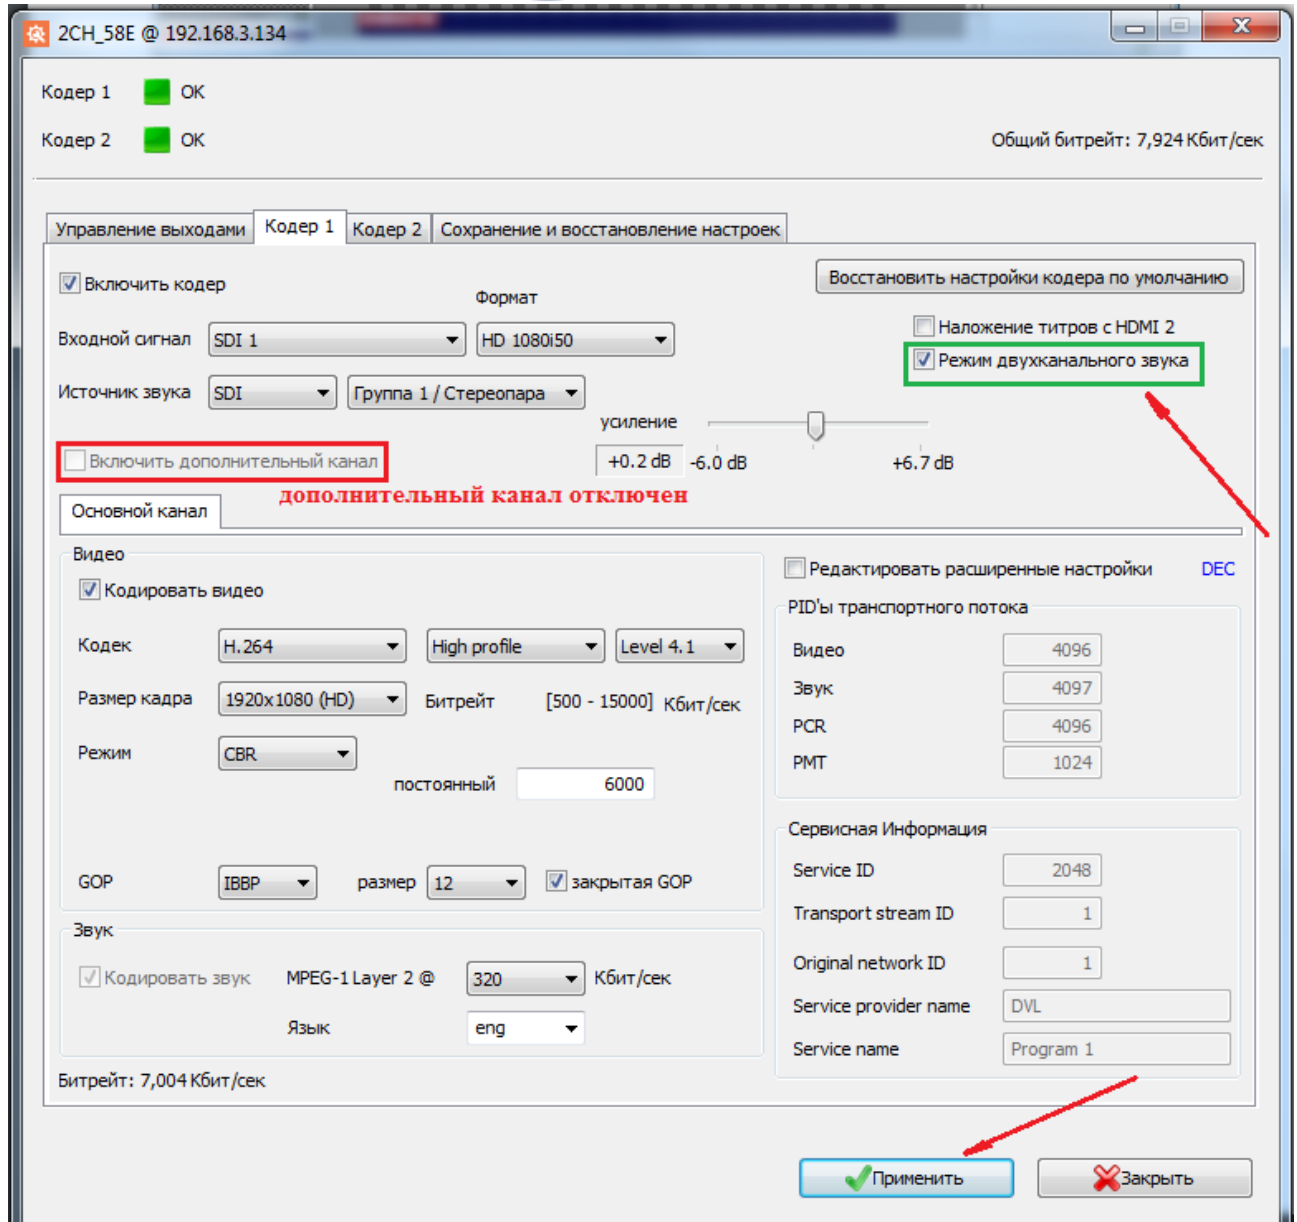 2CH_58E @ 192.168.3.134
Кодер 1 OK
Кодер 2 OK
Общий битрейт: 7,924 Кбит/сек
Управление выходами Кодер 1 Кодер 2 Сохранение и восстановление настроек
Включить кодер
Восстановить настройки кодера по умолчанию
Формат
Наложение титров с HDMI 2
Входной сигнал SDI 1 HD 1080i50
Режим двухканального звука
Источник звука SDI Группа 1 / Стереопара
усиление
Включить дополнительный канал
+0.2 dB -6.0 dB +6.7 dB
дополнительный канал отключен
Основной канал
Видео
Кодировать видео
Редактировать расширенные настройки DEC
PID'ы транспортного потока
Кодек H.264 High profile Level 4.1
Видео 4096
Размер кадра 1920x1080 (HD) Битрейт [500 - 15000] Кбит/сек
Звук 4097
PCR 4096
Режим CBR
PMT 1024
постоянный 6000
Сервисная Информация
Service ID 2048
GOP IBBP размер 12 закрытая GOP
Transport stream ID 1
Звук
Original network ID 1
Кодировать звук MPEG-1 Layer 2 @ 320 Кбит/сек
Service provider name DVL
Язык eng
Service name Program 1
Битрейт: 7,004 Кбит/сек
Применить Закрыть